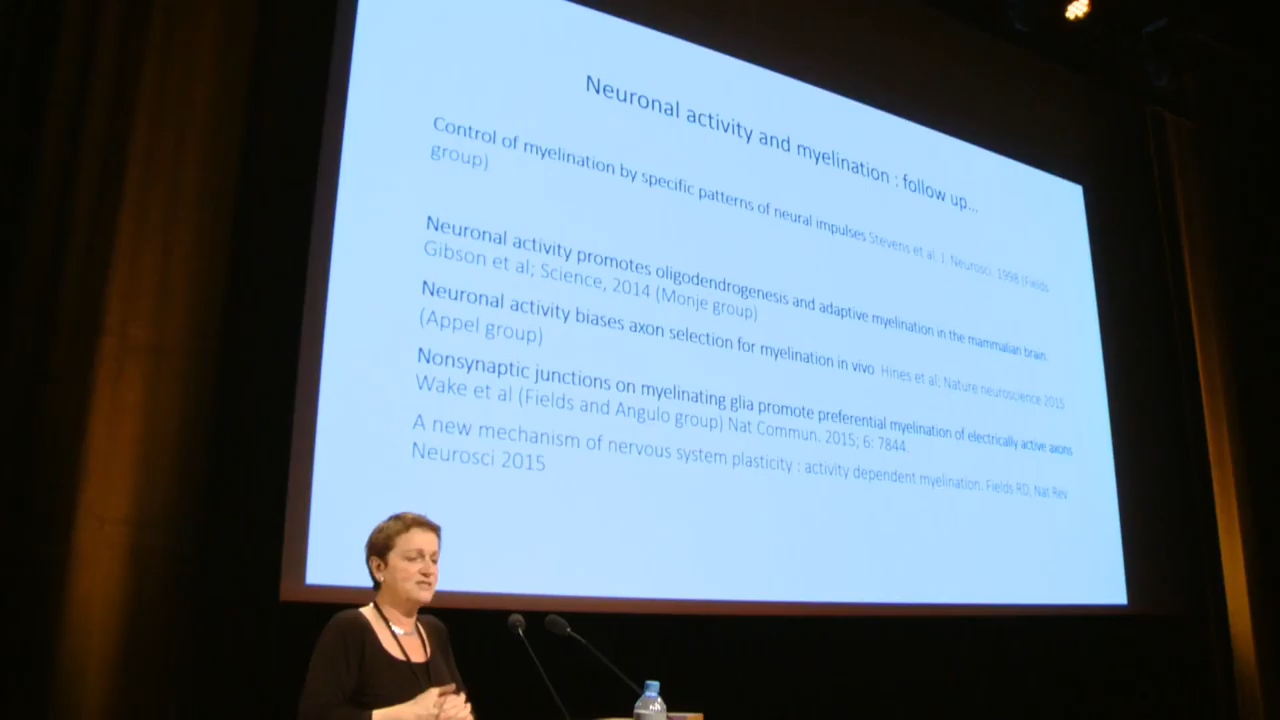 Neuronal activity and myelination : follow up...
Control of myelination by specific patterns of neural impulses Stevens et al. J. Neurosci. 1998 (Fields
group)
Neuronal activity promotes oligodendrogenesis and adaptive myelination in the mammalian brain.
Gibson et al; Science, 2014 (Monje group)
Neuronal activity biases axon selection for myelination in vivo Hines et al; Nature neuroscience 2015
(Appel group)
Nonsynaptic junctions on myelinating glia promote preferential myelination of electrically active axons
Wake et al (Fields and Angulo group) Nat Commun. 2015; 6: 7844.
A new mechanism of nervous system plasticity : activity dependent myelination. Fields RD, Nat Rev
Neurosci 2015